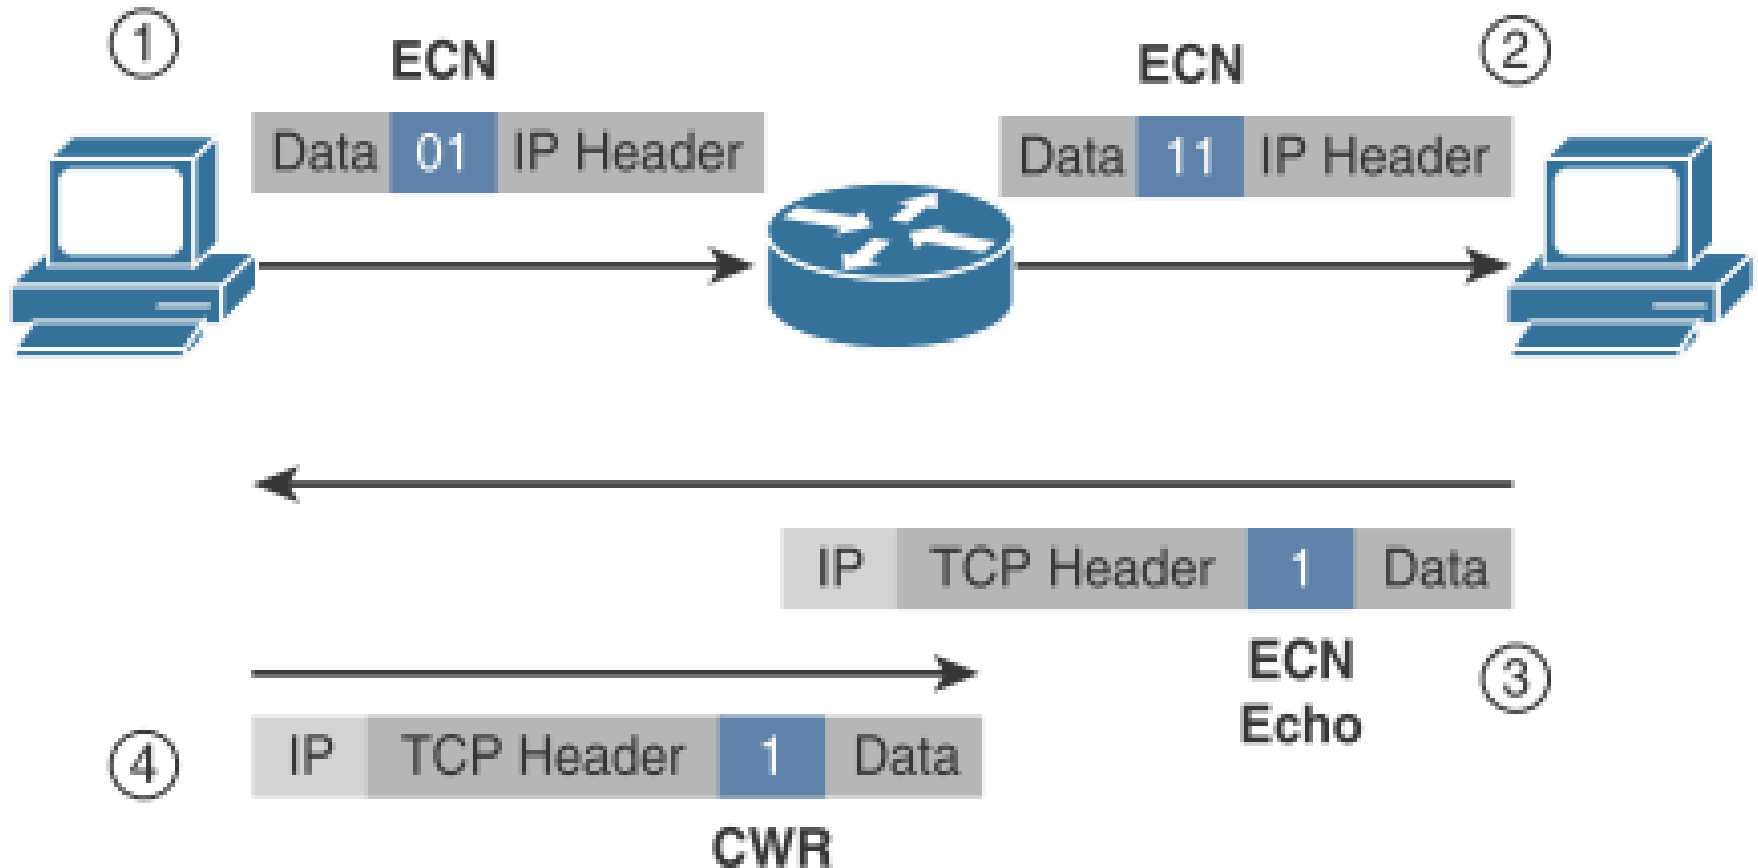 1
ECN
ECN
2
Data 01 IP Header
Data 11 IP Header
IP TCP Header 1 Data
ECN
Echo
3
4
IP TCP Header 1 Data
CWR